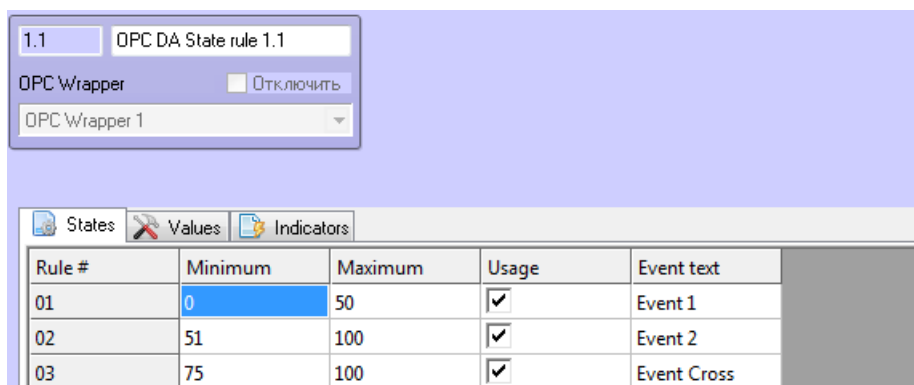 1.1 OPC DA State rule 1.1
OPC Wrapper Отключить
OPC Wrapper 1
States Values Indicators
Rule # Minimum Maximum Usage Event text
01 0 50 Event 1
02 51 100 Event 2
03 75 100 Event Cross